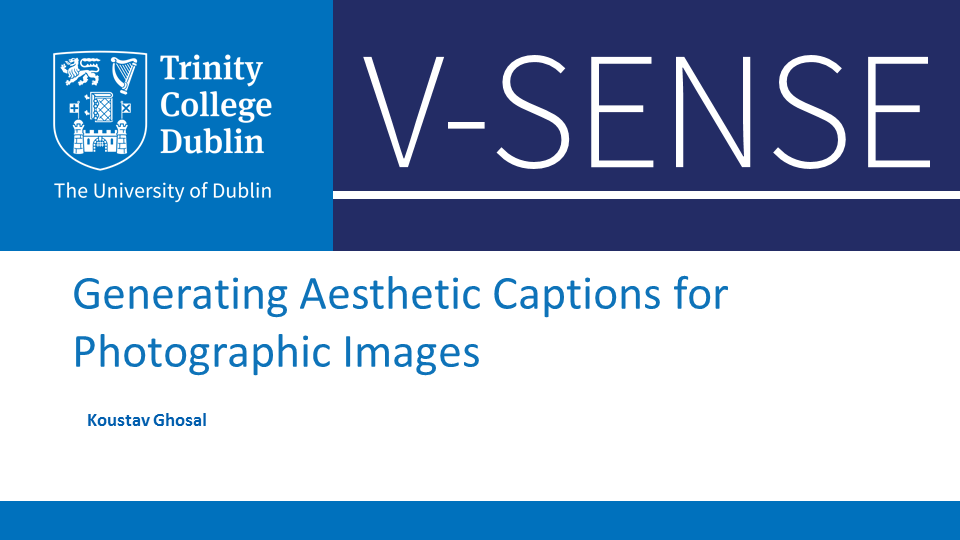 Trinity
College
Dublin
The University of Dublin
V-SENSE
Generating Aesthetic Captions for
Photographic Images
Koustav Ghosal